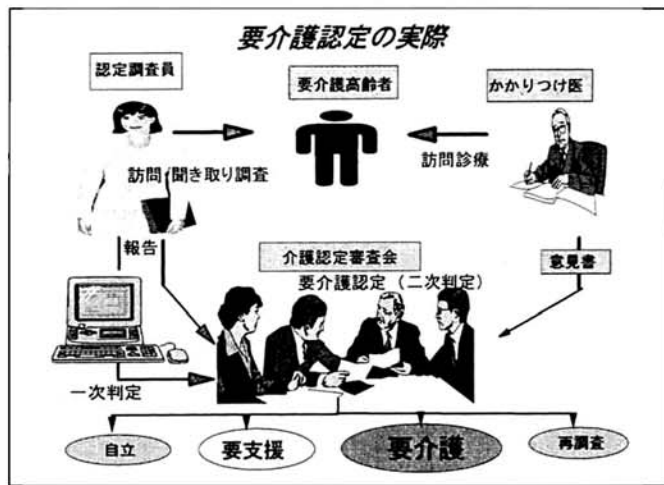 要介護認定の実際
認定調査員
要介護高齢者
かかりつけ医
訪問 聞き取り調査
訪問診療
報告
介護認定審査会
要介護認定（二次判定）
意見書
一次判定
自立
要支援
要介護
再調査